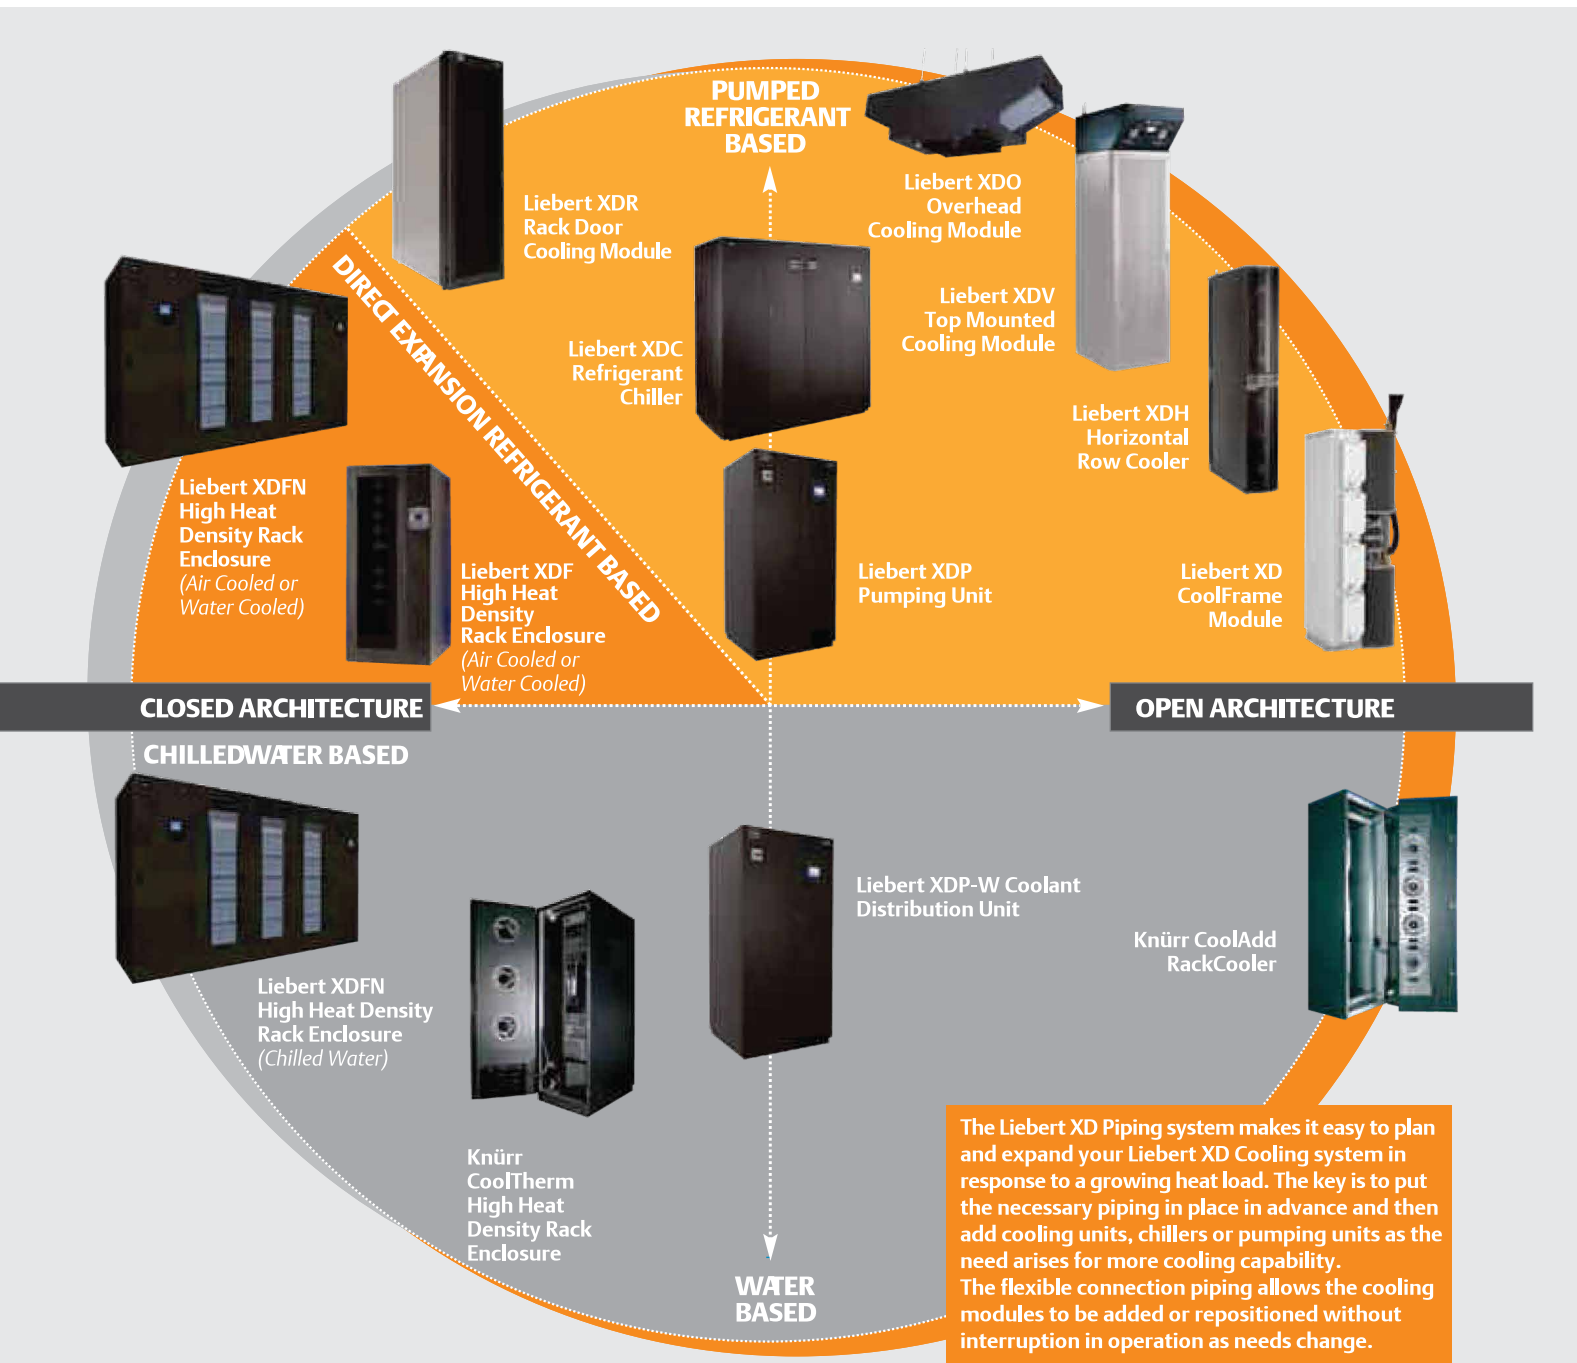 PUMPED
REFRIGERANT
BASED
Liebert XDR
Rack Door
Cooling Module
Liebert XDO
Overhead
Cooling Module
Liebert XDV
Top Mounted
Cooling Module
Liebert XDC
Refrigerant
Chiller
Liebert XDH
Horizontal
Row Cooler
DIRECT EXPANSION REFRIGERANT BASED
Liebert XDFN
High Heat
Density Rack
Enclosure
(Air Cooled or
Water Cooled)
Liebert XDF
High Heat
Density
Rack Enclosure
(Air Cooled or
Water Cooled)
Liebert XDP
Pumping Unit
Liebert XD
CoolFrame
Module
CLOSED ARCHITECTURE
OPEN ARCHITECTURE
CHILLEDWATER BASED
Liebert XDP-W Coolant
Distribution Unit
Knürr CoolAdd
RackCooler
Liebert XDFN
High Heat Density
Rack Enclosure
(Chilled Water)
Knürr
CoolTherm
High Heat
Density Rack
Enclosure
WATER
BASED
The Liebert XD Piping system makes it easy to plan
and expand your Liebert XD Cooling system in
response to a growing heat load. The key is to put
the necessary piping in place in advance and then
add cooling units, chillers or pumping units as the
need arises for more cooling capability.
The flexible connection piping allows the cooling
modules to be added or repositioned without
interruption in operation as needs change.